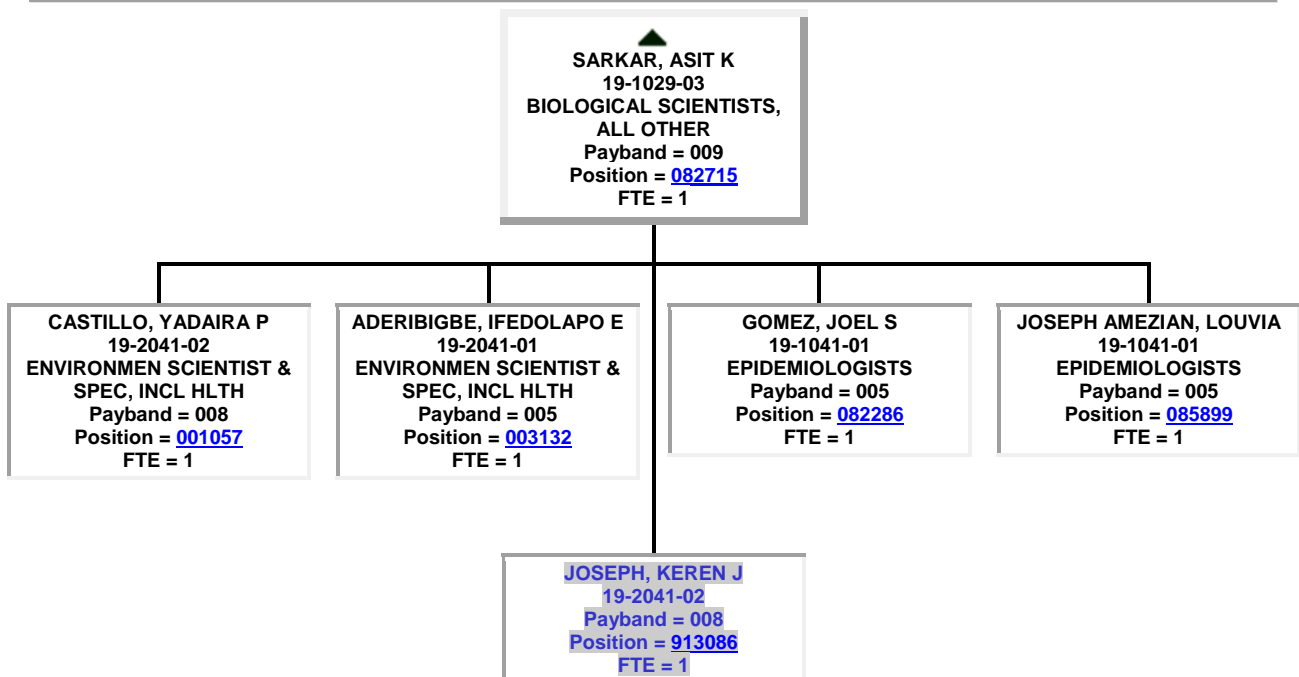 SARKAR, ASIT K
19-1029-03
BIOLOGICAL SCIENTISTS,
ALL OTHER
Payband = 009
Position = 082715
FTE = 1
CASTILLO, YADAIRA P
19-2041-02
ENVIRONMEN SCIENTIST &
SPEC, INCL HLTH
Payband = 008
Position = 001057
FTE = 1
ADERIBIGBE, IFEDOLAPO E
19-2041-01
ENVIRONMEN SCIENTIST &
SPEC, INCL HLTH
Payband = 005
Position = 003132
FTE = 1
GOMEZ, JOEL S
19-1041-01
EPIDEMIOLOGISTS
Payband = 005
Position = 082286
FTE = 1
JOSEPH AMEZIAN, LOUVIA
19-1041-01
EPIDEMIOLOGISTS
Payband = 005
Position = 085899
FTE = 1
JOSEPH, KEREN J
19-2041-02
Payband = 008
Position = 913086
FTE = 1